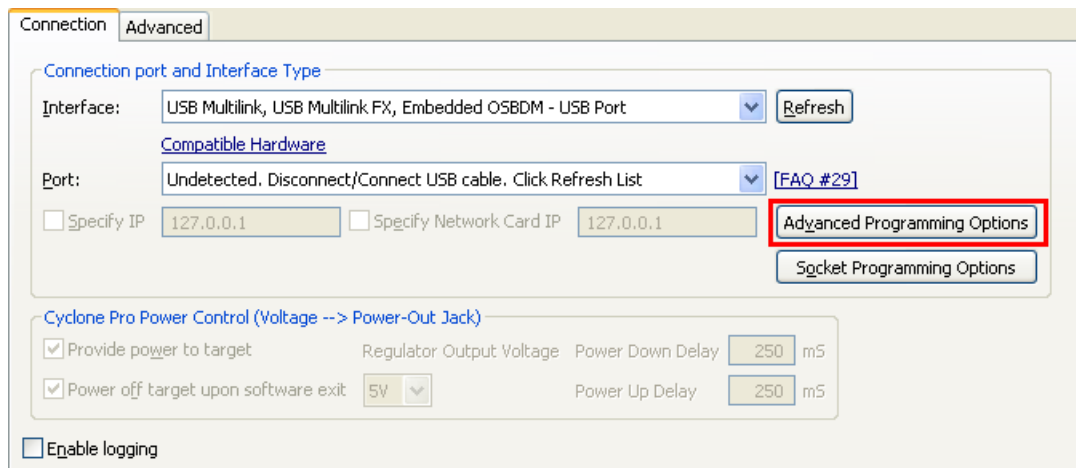 Connection Advanced
Connection port and Interface Type
Interface: USB Multilink, USB Multilink FX, Embedded OSBDM - USB Port Refresh
Compatible Hardware
Port: Undetected. Disconnect/Connect USB cable. Click Refresh List [FAQ #29]
Specify IP 127.0.0.1 Specify Network Card IP 127.0.0.1 Advanced Programming Options
Socket Programming Options
Cyclone Pro Power Control (Voltage --> Power-Out Jack)
Provide power to target Regulator Output Voltage Power Down Delay 250 mS
Power off target upon software exit 5V Power Up Delay 250 mS
Enable logging